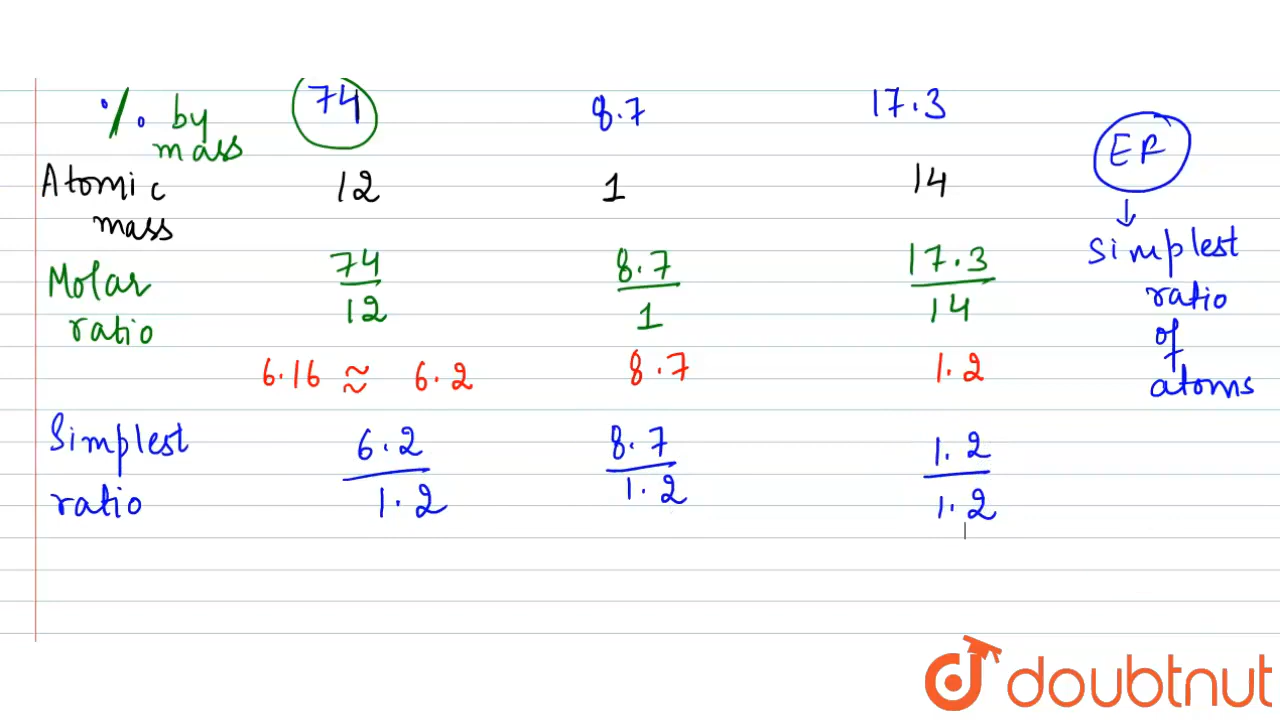 % by mass 74 8.7 17.3
Atomic mass 12 1 14
Molar ratio 74/12 8.7/1 17.3/14
6.16 ≈ 6.2 8.7 1.2
Simplest ratio 6.2/1.2 8.7/1.2 1.2/1.2
EF
↓
Simplest
ratio
of
atoms
doubtnut